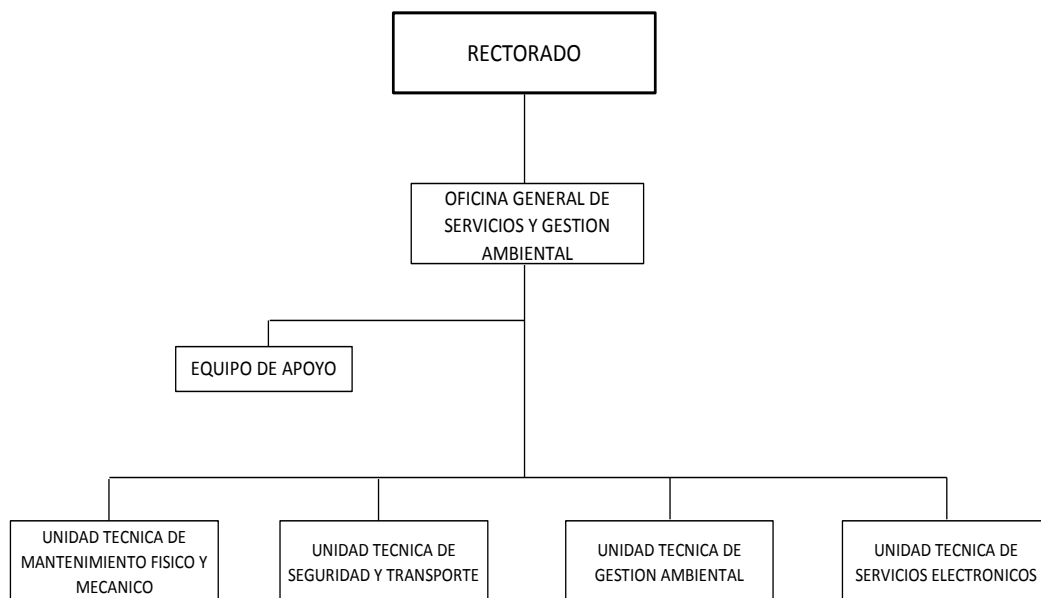 RECTORADO
OFICINA GENERAL DE
SERVICIOS Y GESTION
AMBIENTAL
EQUIPO DE APOYO
UNIDAD TECNICA DE
MANTENIMIENTO FISICO Y
MECANICO
UNIDAD TECNICA DE
SEGURIDAD Y TRANSPORTE
UNIDAD TECNICA DE
GESTION AMBIENTAL
UNIDAD TECNICA DE
SERVICIOS ELECTRONICOS